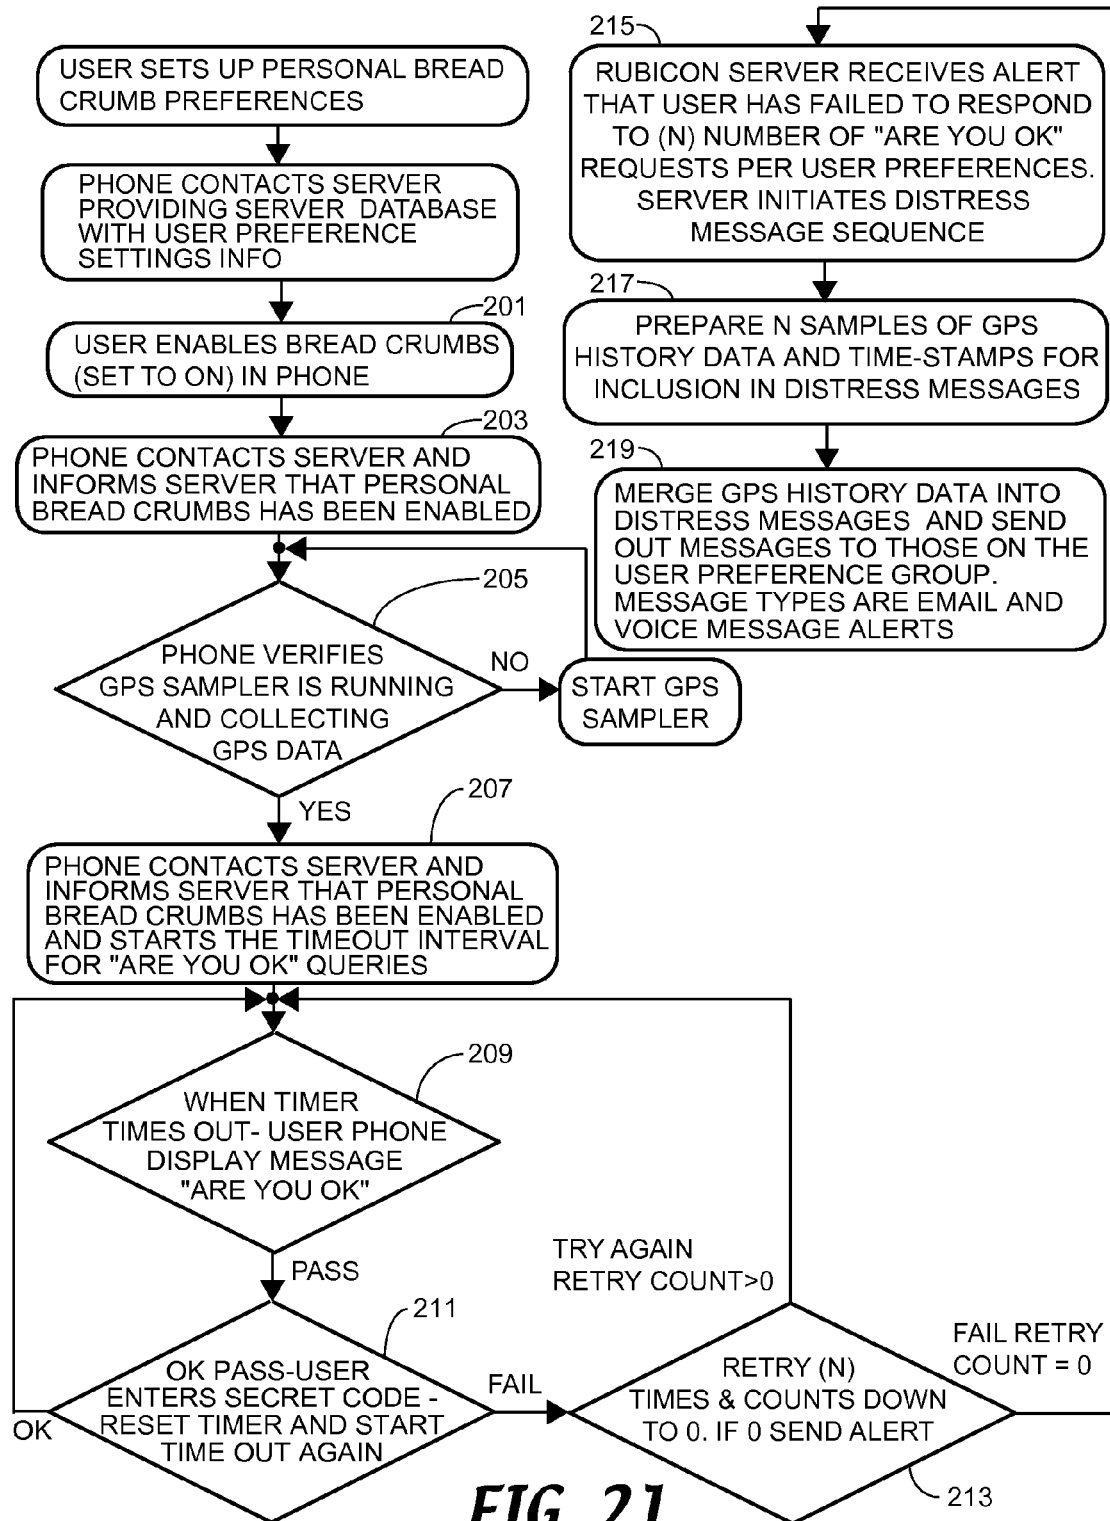 USER SETS UP PERSONAL BREAD
CRUMB PREFERENCES
PHONE CONTACTS SERVER
PROVIDING SERVER DATABASE
WITH USER PREFERENCE
SETTINGS INFO
201
USER ENABLES BREAD CRUMBS
(SET TO ON) IN PHONE
203
PHONE CONTACTS SERVER AND
INFORMS SERVER THAT PERSONAL
BREAD CRUMBS HAS BEEN ENABLED
205
PHONE VERIFIES
GPS SAMPLER IS RUNNING
AND COLLECTING
GPS DATA
NO
START GPS
SAMPLER
YES
207
PHONE CONTACTS SERVER AND
INFORMS SERVER THAT PERSONAL
BREAD CRUMBS HAS BEEN ENABLED
AND STARTS THE TIMEOUT INTERVAL
FOR "ARE YOU OK" QUERIES
209
WHEN TIMER
TIMES OUT- USER PHONE
DISPLAY MESSAGE
"ARE YOU OK"
PASS
211
OK PASS-USER
ENTERS SECRET CODE -
RESET TIMER AND START
TIME OUT AGAIN
OK
FAIL
TRY AGAIN
RETRY COUNT>0
RETRY (N)
TIMES & COUNTS DOWN
TO 0. IF 0 SEND ALERT
213
FAIL RETRY
COUNT = 0
215
RUBICON SERVER RECEIVES ALERT
THAT USER HAS FAILED TO RESPOND
TO (N) NUMBER OF "ARE YOU OK"
REQUESTS PER USER PREFERENCES.
SERVER INITIATES DISTRESS
MESSAGE SEQUENCE
217
PREPARE N SAMPLES OF GPS
HISTORY DATA AND TIME-STAMPS FOR
INCLUSION IN DISTRESS MESSAGES
219
MERGE GPS HISTORY DATA INTO
DISTRESS MESSAGES AND SEND
OUT MESSAGES TO THOSE ON THE
USER PREFERENCE GROUP.
MESSAGE TYPES ARE EMAIL AND
VOICE MESSAGE ALERTS
FIG. 21